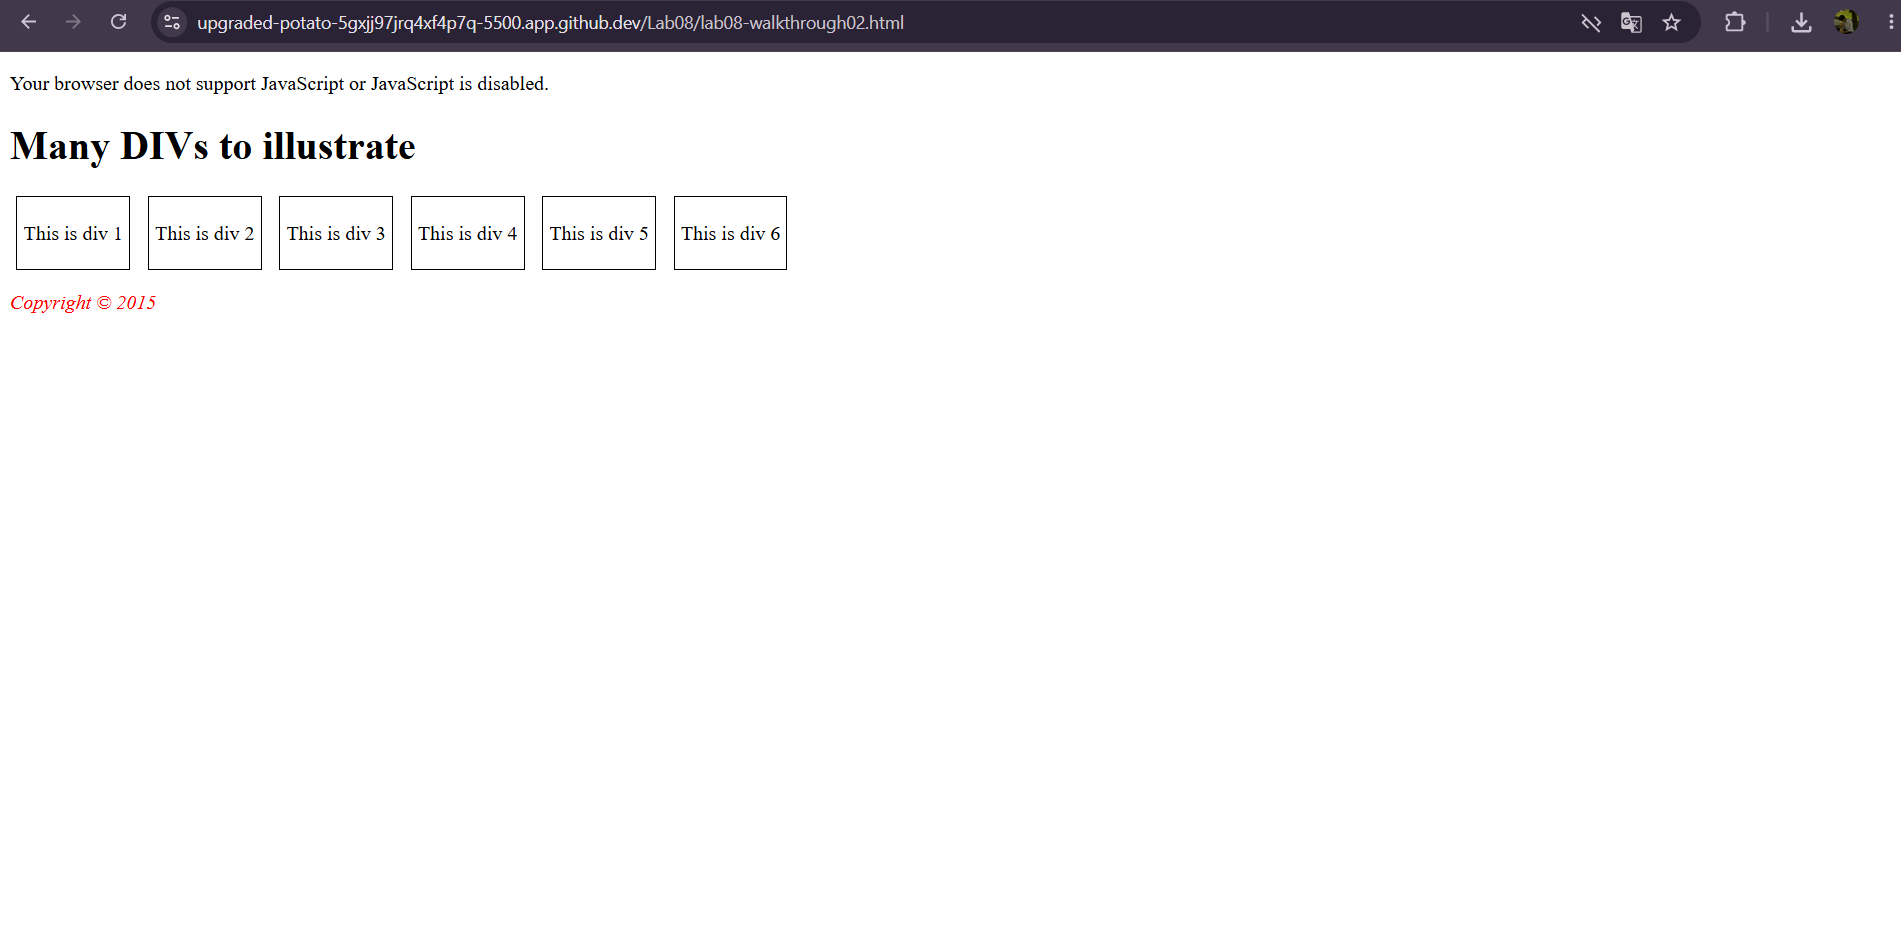 upgraded-potato-5gxjj97jrq4xf4p7q-5500.app.github.dev/Lab08/lab08-walkthrough02.html
Your browser does not support JavaScript or JavaScript is disabled.
Many DIVs to illustrate
This is div 1 This is div 2 This is div 3 This is div 4 This is div 5 This is div 6
Copyright © 2015